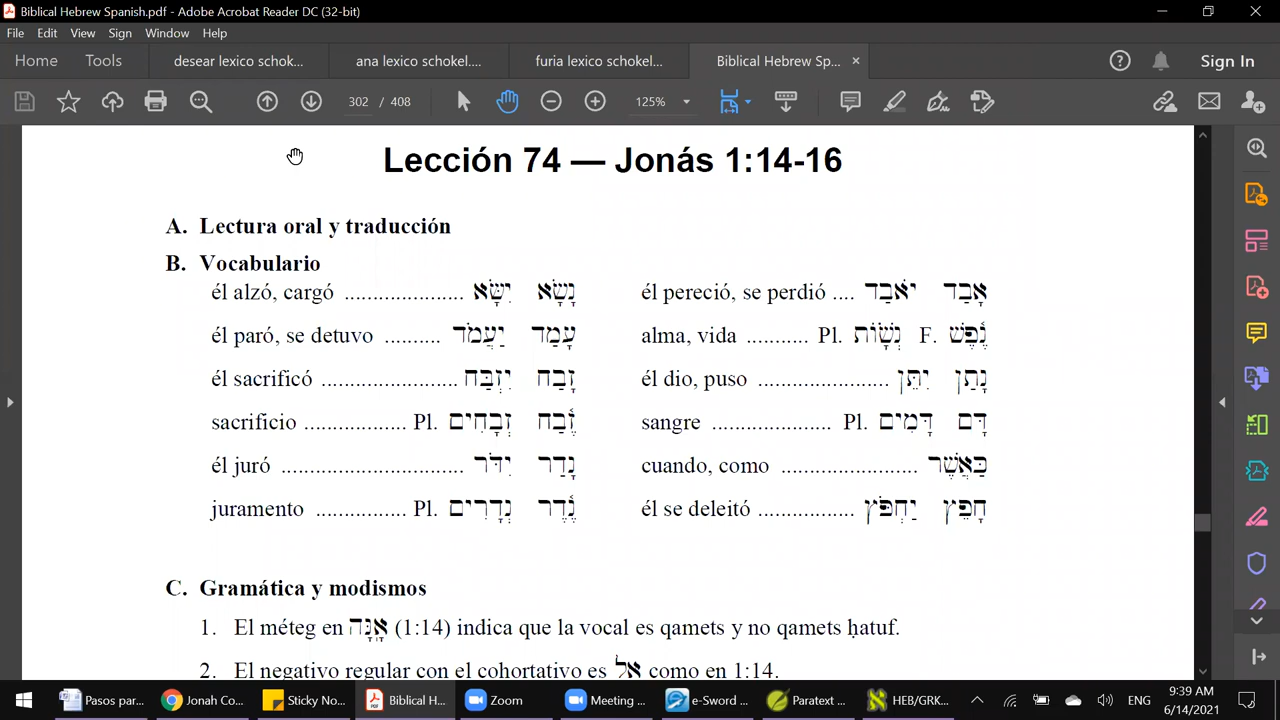 Biblical Hebrew Spanish.pdf - Adobe Acrobat Reader DC (32-bit)
File Edit View Sign Window Help
Home Tools desear lexico schok... ana lexico schokel.... furia lexico schokel... Biblical Hebrew Sp... × Sign In
302 / 408 125%
Lección 74 — Jonás 1:14-16
A. Lectura oral y traducción
B. Vocabulario
él alzó, cargó ..................... נָשָׂא יִשָּׂא
él paró, se detuvo .......... עָמַד יַעֲמֹד
él sacrificó ........................ זָבַח יִזְבַּח
sacrificio .................. Pl. זֶ֫בַח זְבָחִים
él juró ................................ נָדַר יִדֹּר
juramento ................ Pl. נֶ֫דֶר נְדָרִים
él pereció, se perdió .... אָבַד יֹאבַד
alma, vida ........... Pl. נְפָשׁוֹת F. נֶ֫פֶשׁ
él dio, puso ....................... נָתַן יִתֵּן
sangre ..................... Pl. דָּם דָּמִים
cuando, como ........................ כַּאֲשֶׁר
él se deleitó ................. חָפֵץ יַחְפֹּץ
C. Gramática y modismos
1. El méteg en אָֽנָּה (1:14) indica que la vocal es qamets y no qamets ḥatuf.
2. El negativo regular con el cohortativo es אַל como en 1:14.
Pasos par... Jonah Co... Sticky No... Biblical H... Zoom Meeting ... e-Sword ... Paratext ... HEB/GRK... ENG 9:39 AM
6/14/2021